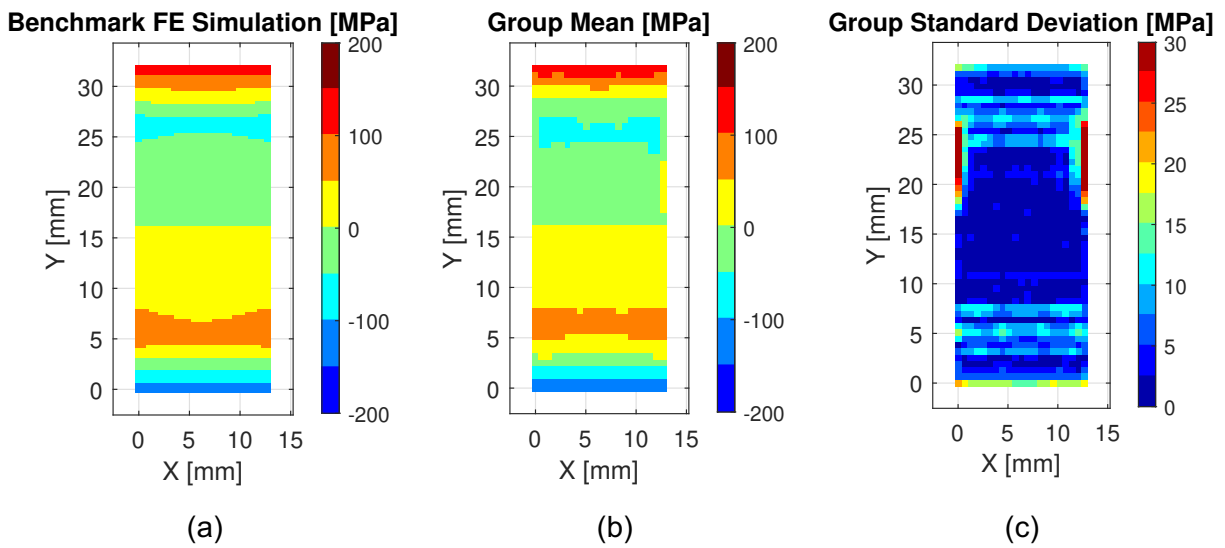 Benchmark FE Simulation [MPa]
Group Mean [MPa]
Group Standard Deviation [MPa]
30
25
20
15
10
5
0
Y [mm]
0 5 10 15
X [mm]
200
100
0
-100
-200
(a)
30
25
20
15
10
5
0
Y [mm]
0 5 10 15
X [mm]
200
100
0
-100
-200
(b)
30
25
20
15
10
5
0
Y [mm]
0 5 10 15
X [mm]
30
25
20
15
10
5
0
(c)